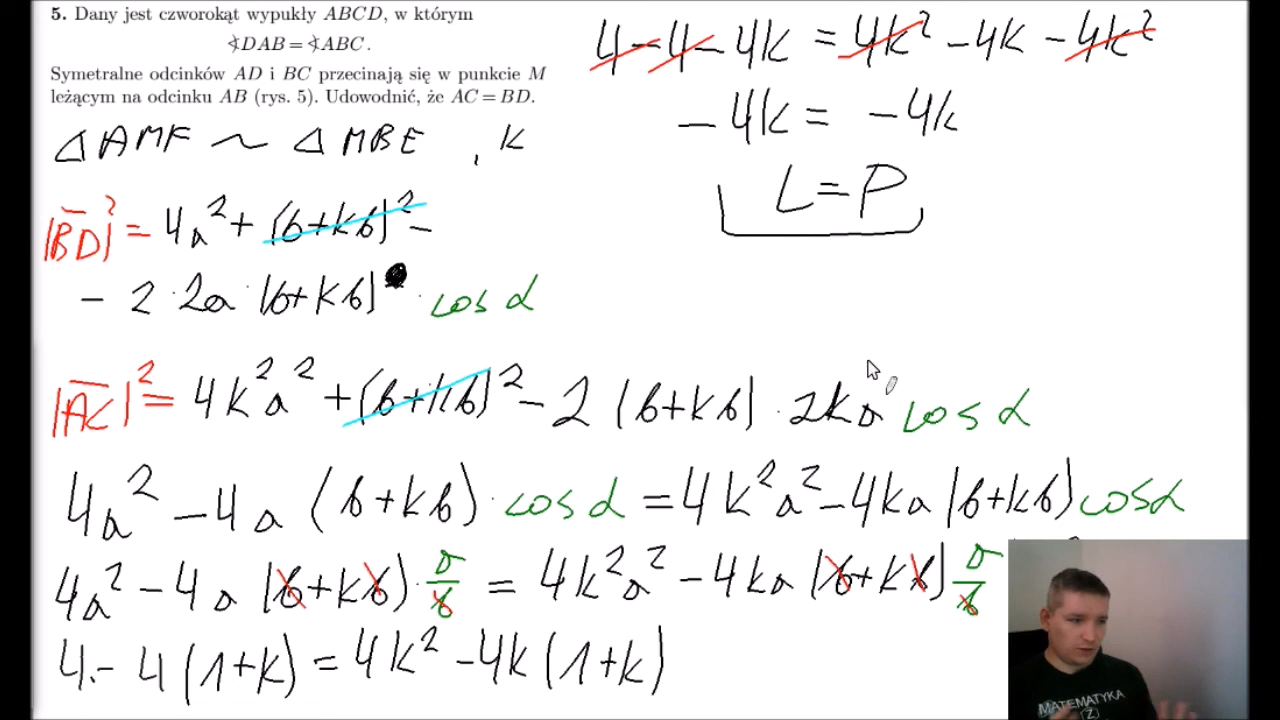 5. Dany jest czworokąt wypukły ABCD, w którym
∢DAB = ∢ABC.
Symetralne odcinków AD i BC przecinają się w punkcie M
leżącym na odcinku AB (rys. 5). Udowodnić, że AC = BD.
△AMF ~ △MBE , K
|BD|² = 4a² + (b+kb)² -
- 2 · 2a · (b+kb) · cos α
|AC|² = 4k²a² + (b+kb)² - 2 (b+kb) · 2ka cos α
4a² - 4a (b+kb) · cos α = 4k²a² - 4ka (b+kb) cos α
4a² - 4a (b+kb) · a/b = 4k²a² - 4ka (b+kb) a/b
4 - 4(1+k) = 4k² - 4k(1+k)
4 - 4 - 4k = 4k² - 4k - 4k²
- 4k = - 4k
L = P
MATEMATYKA
Z